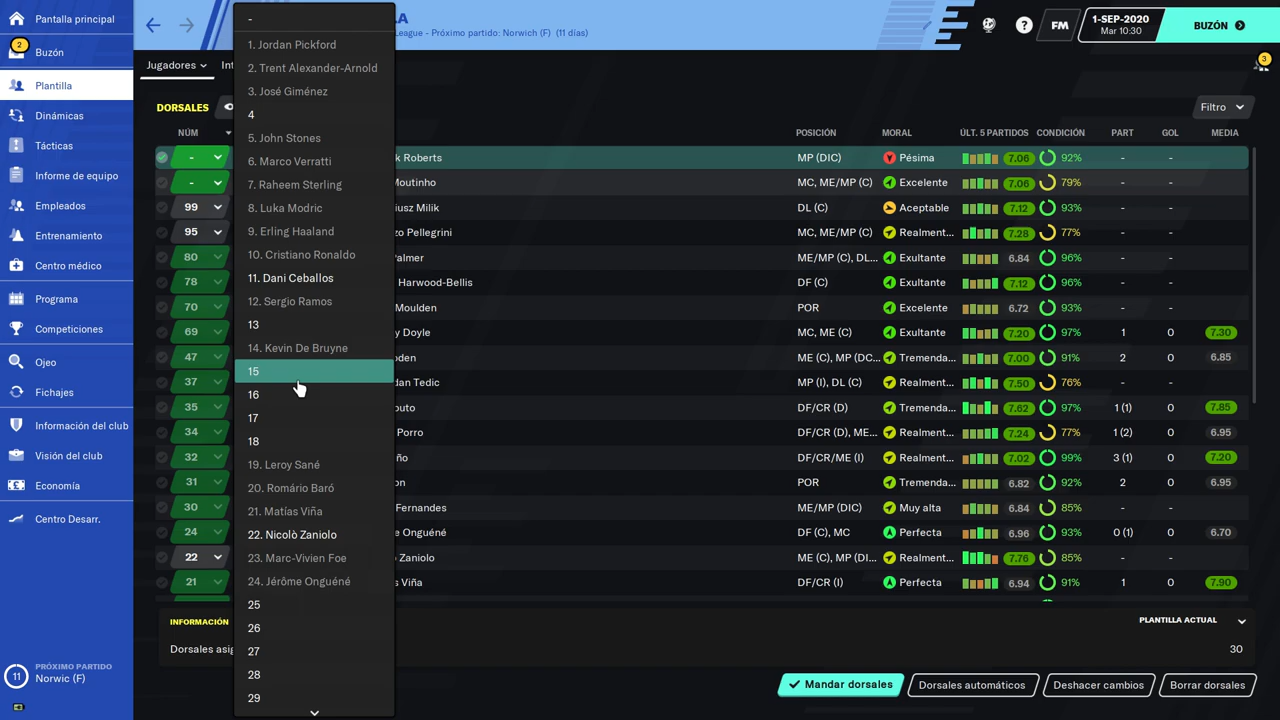 Pantalla principal
2
Buzón
Plantilla
Dinámicas
Tácticas
Informe de equipo
Empleados
Entrenamiento
Centro médico
Programa
Competiciones
Ojeo
Fichajes
Información del club
Visión del club
Economía
Centro Desarr.
11
PRÓXIMO PARTIDO
Norwic (F)
LA
League - Próximo partido: Norwich (F) (11 días)
?
FM
1-SEP-2020
Mar 10:30
BUZÓN
3
Jugadores
Filtro
DORSALES
NÚM
POSICIÓN MORAL ÚLT. 5 PARTIDOS CONDICIÓN PART GOL MEDIA
- k Roberts MP (DIC) Pésima 7.06 92% - - -
- Moutinho MC, ME/MP (C) Excelente 7.06 79% - - -
99 iusz Milik DL (C) Aceptable 7.12 93% - - -
95 zo Pellegrini MC, ME/MP (C) Realment... 7.28 77% - - -
80 Palmer ME/MP (C), DL... Exultante 6.84 96% - - -
78 Harwood-Bellis DF (C) Exultante 7.12 96% - - -
70 Moulden POR Excelente 6.72 93% - - -
69 y Doyle MC, ME (C) Exultante 7.20 97% 1 0 7.30
47 oden ME (C), MP (DC... Tremenda... 7.00 91% 2 0 6.85
37 dan Tedic MP (I), DL (C) Realment... 7.50 76% - - -
35 outo DF/CR (D) Tremenda... 7.62 97% 1 (1) 0 7.85
34 Porro DF/CR (D), ME... Realment... 7.24 77% 1 (2) 0 6.95
32 ño DF/CR/ME (I) Realment... 7.02 99% 3 (1) 0 7.20
31 on POR Tremenda... 6.82 92% 2 0 6.95
30 Fernandes ME/MP (DIC) Muy alta 6.84 85% - - -
24 e Onguéné DF (C), MC Perfecta 6.96 93% 0 (1) 0 6.70
22 Zaniolo ME (C), MP (DI... Realment... 7.76 85% - - -
21 s Viña DF/CR (I) Perfecta 6.94 91% 1 0 7.90
-
1. Jordan Pickford
2. Trent Alexander-Arnold
3. José Giménez
4
5. John Stones
6. Marco Verratti
7. Raheem Sterling
8. Luka Modric
9. Erling Haaland
10. Cristiano Ronaldo
11. Dani Ceballos
12. Sergio Ramos
13
14. Kevin De Bruyne
15
16
17
18
19. Leroy Sané
20. Romário Baró
21. Matías Viña
22. Nicolò Zaniolo
23. Marc-Vivien Foe
24. Jérôme Onguéné
25
26
27
28
29
INFORMACIÓN
PLANTILLA ACTUAL
Dorsales asig
30
Mandar dorsales
Dorsales automáticos
Deshacer cambios
Borrar dorsales